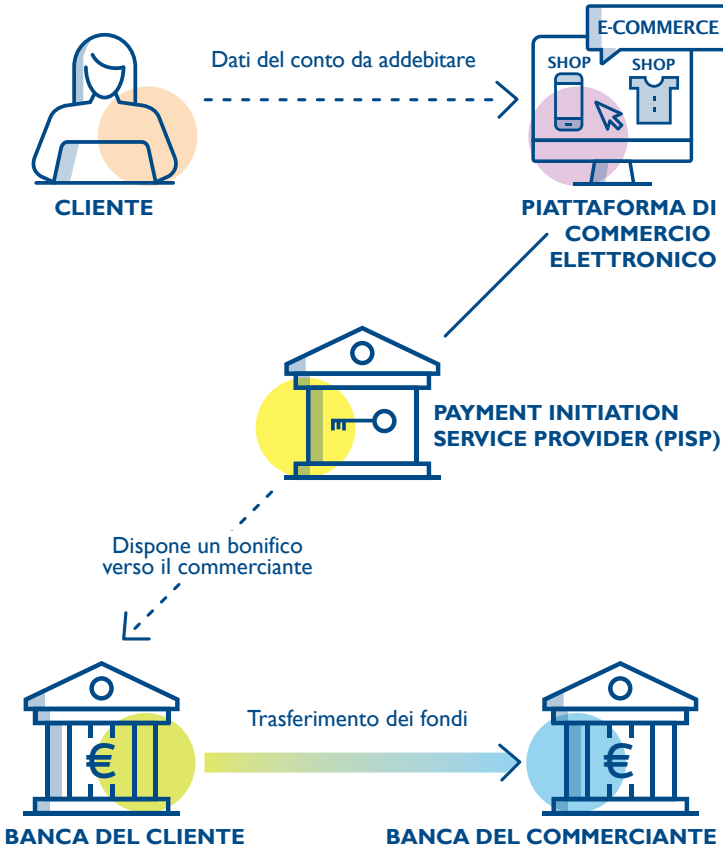 E-COMMERCE
Dati del conto da addebitare
SHOP
SHOP
CLIENTE
PIATTAFORMA DI
COMMERCIO
ELETTRONICO
PAYMENT INITIATION
SERVICE PROVIDER (PISP)
Dispone un bonifico
verso il commerciante
Trasferimento dei fondi
€
€
BANCA DEL CLIENTE
BANCA DEL COMMERCIANTE